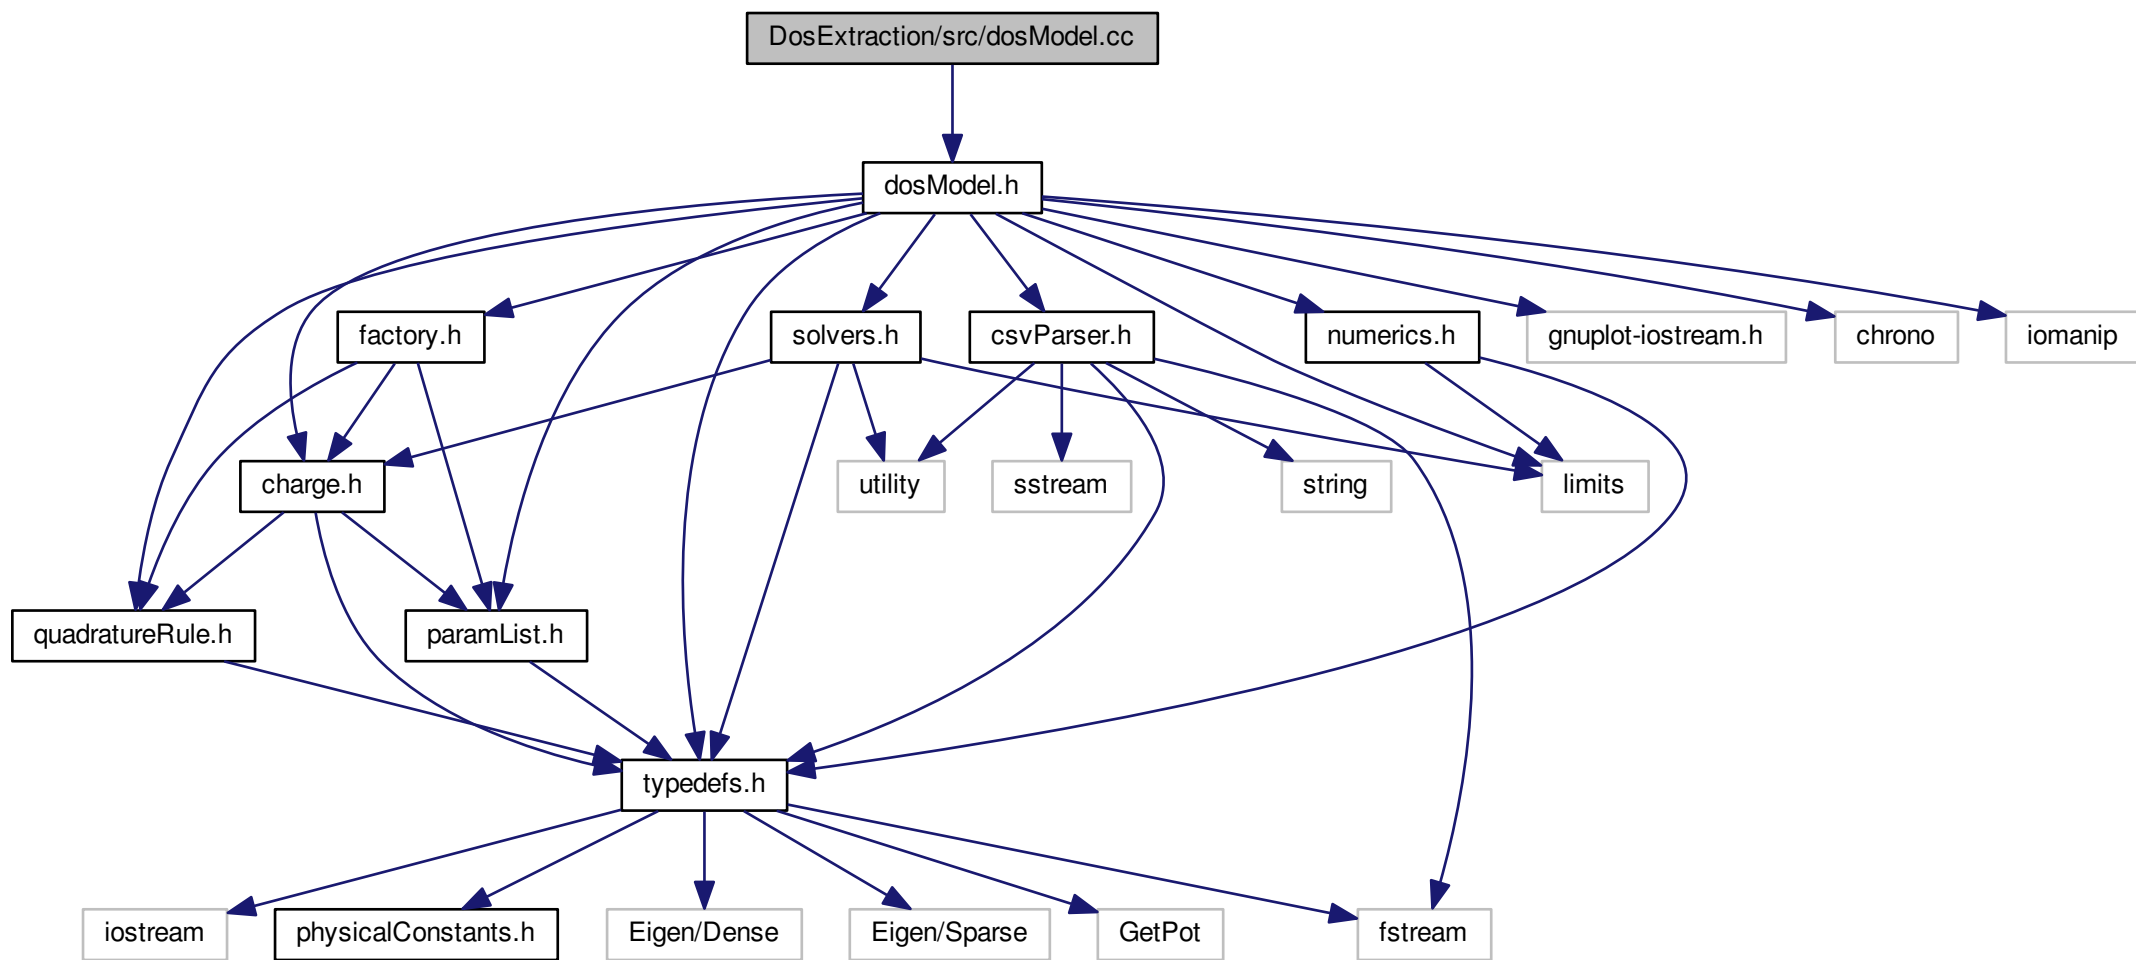 DosExtraction/src/dosModel.cc
dosModel.h
factory.h
solvers.h
csvParser.h
numerics.h
gnuplot-iostream.h
chrono
iomanip
charge.h
utility
sstream
string
limits
quadratureRule.h
paramList.h
typedefs.h
iostream
physicalConstants.h
Eigen/Dense
Eigen/Sparse
GetPot
fstream